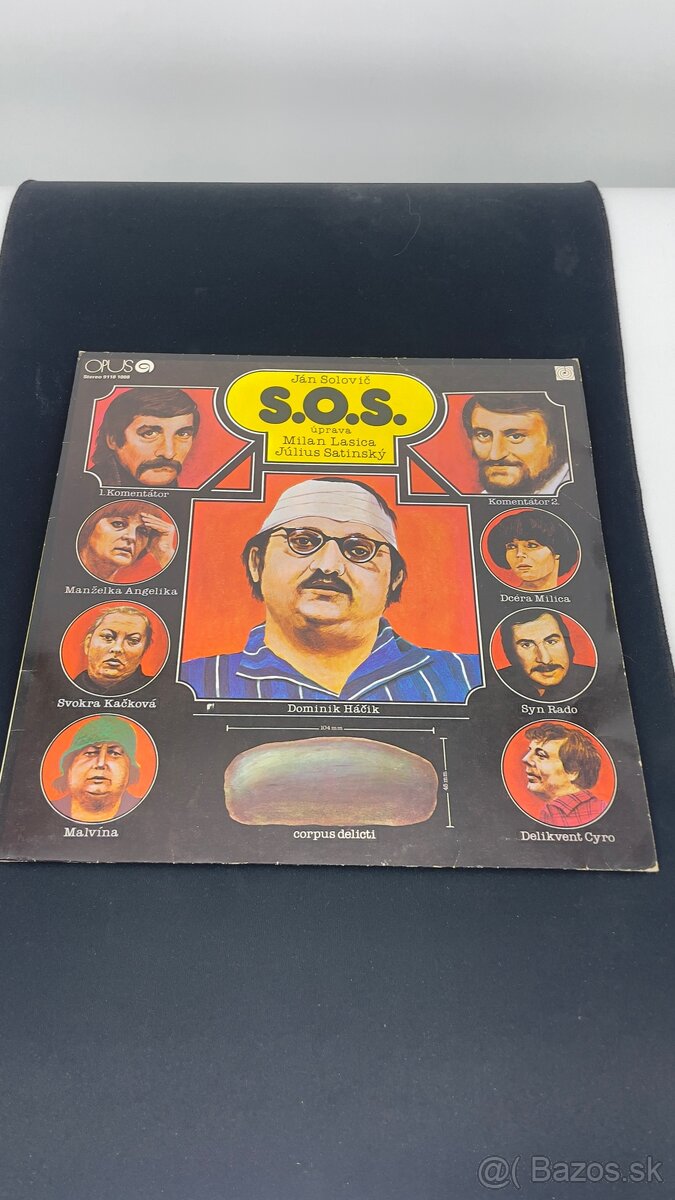 OPUS
Stereo 9118 1000
Ján Solovič
S.O.S.
úprava
Milan Lasica
Július Satinský
1.Komentátor
Komentátor 2.
Manželka Angelika
Dcéra Milica
Svokra Kačková
Dominik Háčik
Syn Rado
104 mm
48 mm
Malvína
corpus delicti
Delikvent Cyro
@( Bazos.sk